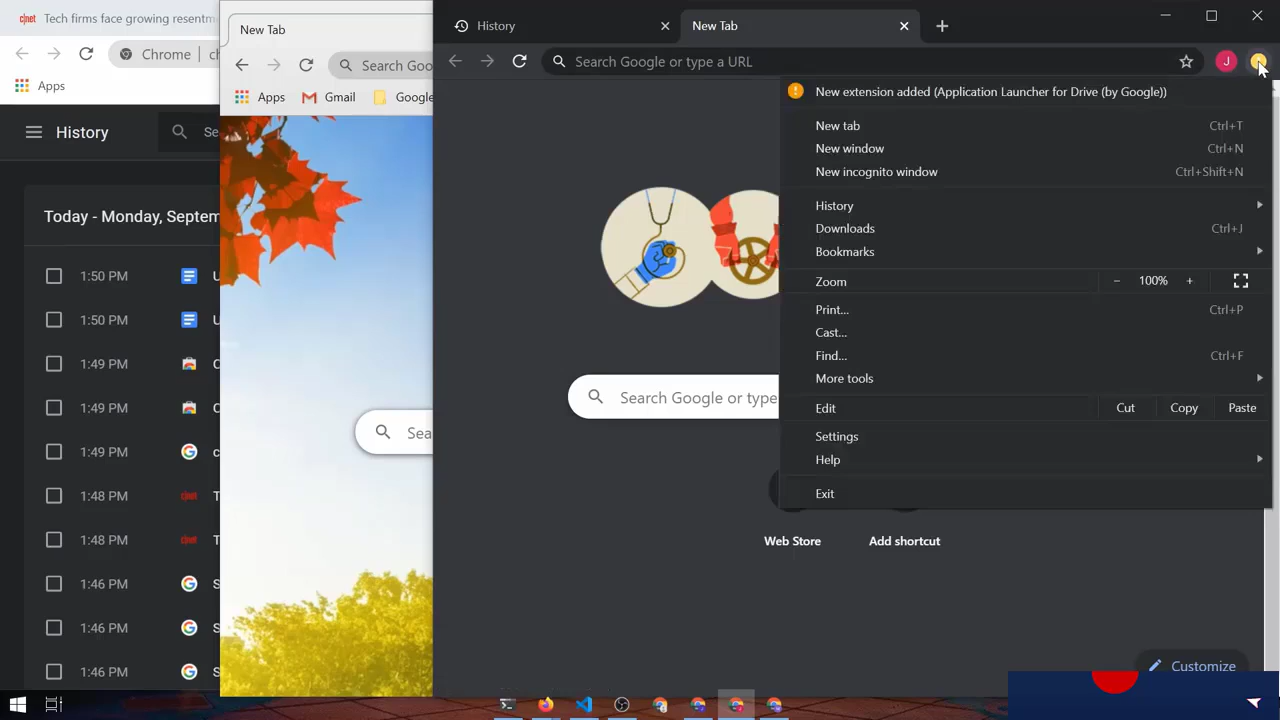 c|net Tech firms face growing resentm
Chrome
Apps
History
Today - Monday, Septem
1:50 PM
1:50 PM
1:49 PM
1:49 PM
1:49 PM
1:48 PM c|net
1:48 PM c|net
1:46 PM
1:46 PM
1:46 PM
New Tab
Search Goo
Apps Gmail Google
Sea
History
New Tab
Search Google or type a URL
J
New extension added (Application Launcher for Drive (by Google))
New tab Ctrl+T
New window Ctrl+N
New incognito window Ctrl+Shift+N
History
Downloads Ctrl+J
Bookmarks
Zoom - 100% +
Print... Ctrl+P
Cast...
Find... Ctrl+F
More tools
Edit Cut Copy Paste
Settings
Help
Exit
Search Google or type
Web Store Add shortcut
Customize